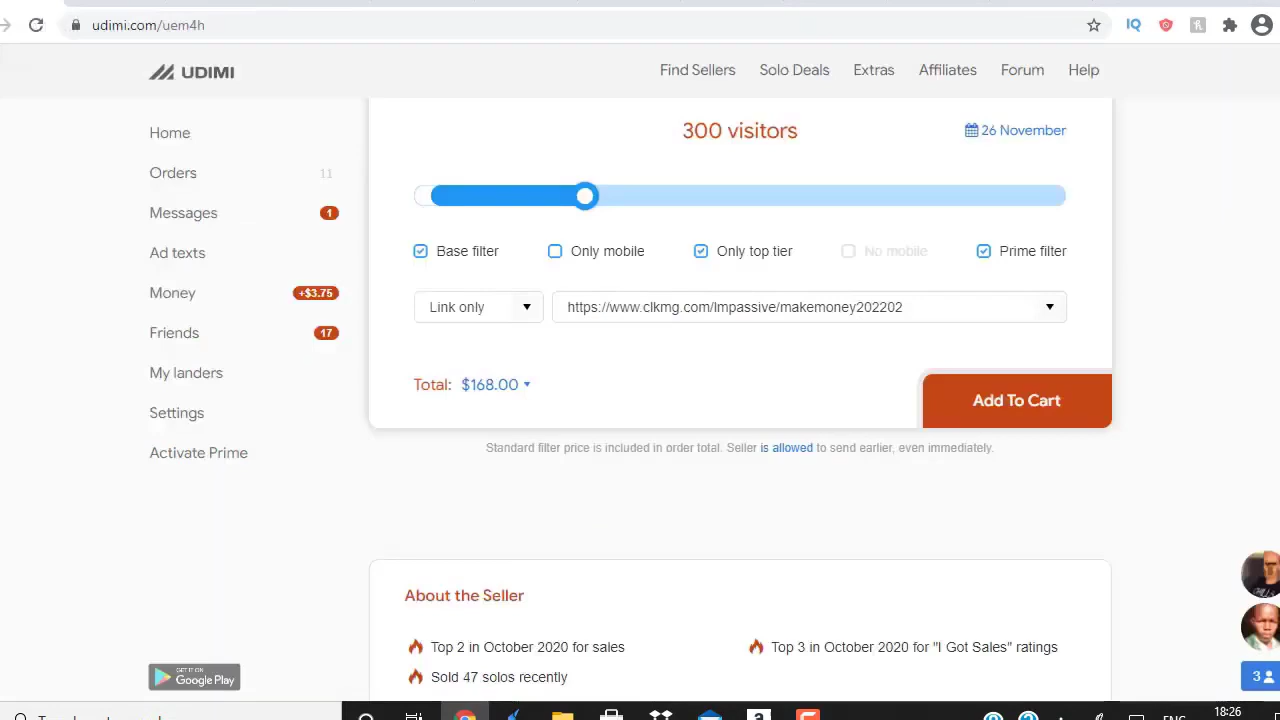 udimi.com/uem4h
IQ
UDIMI
Find Sellers
Solo Deals
Extras
Affiliates
Forum
Help
Home
Orders 11
Messages 1
Ad texts
Money +$3.75
Friends 17
My landers
Settings
Activate Prime
GET IT ON
Google Play
300 visitors
26 November
Base filter
Only mobile
Only top tier
No mobile
Prime filter
Link only
https://www.clkmg.com/Impassive/makemoney202202
Total: $168.00
Add To Cart
Standard filter price is included in order total. Seller is allowed to send earlier, even immediately.
About the Seller
Top 2 in October 2020 for sales
Top 3 in October 2020 for "I Got Sales" ratings
Sold 47 solos recently
3
ENG
18:26